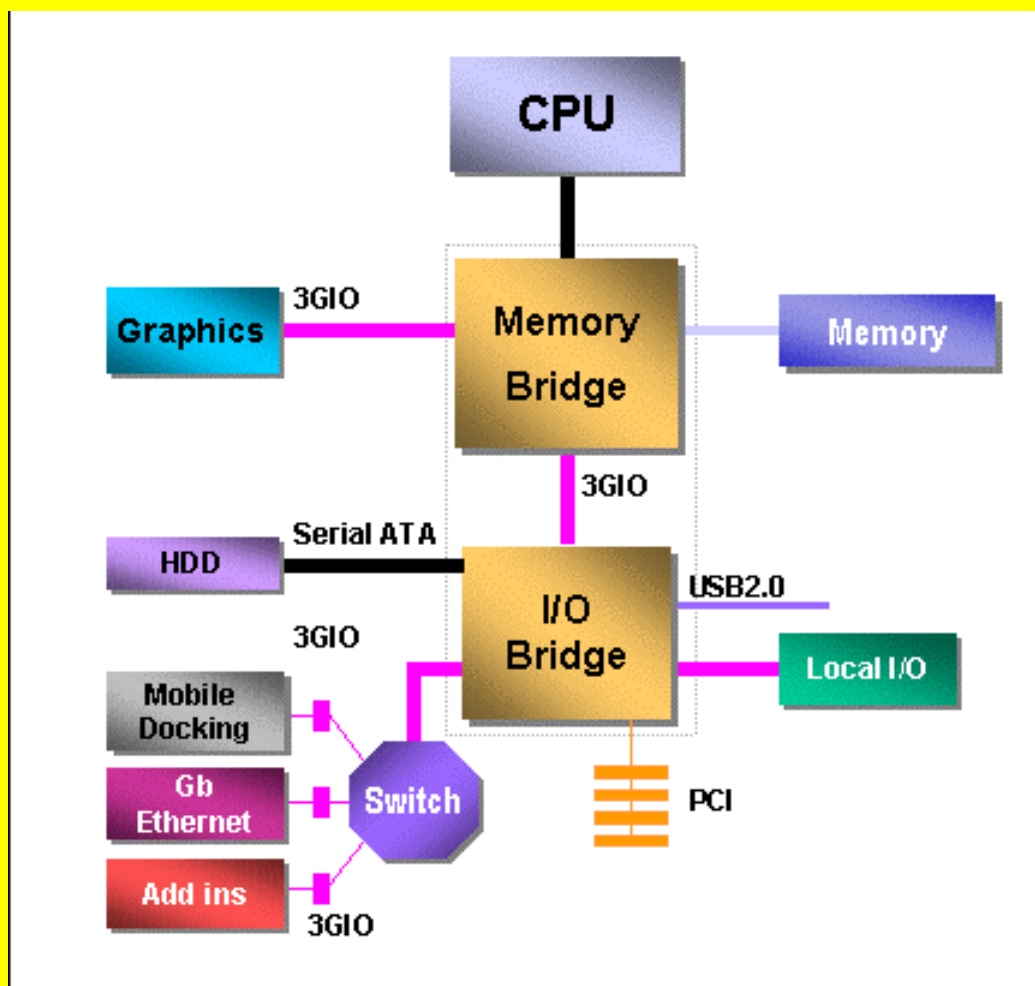 CPU
3GIO
Graphics
Memory
Bridge
Memory
3GIO
Serial ATA
HDD
I/O
Bridge
USB2.0
3GIO
Local I/O
Mobile
Docking
Gb
Ethernet
Switch
PCI
Add ins
3GIO